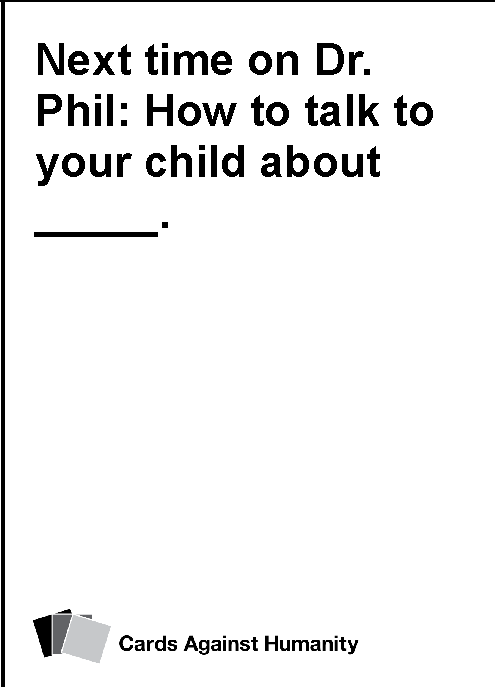 Next time on Dr.
Phil: How to talk to
your child about
_____.
Cards Against Humanity